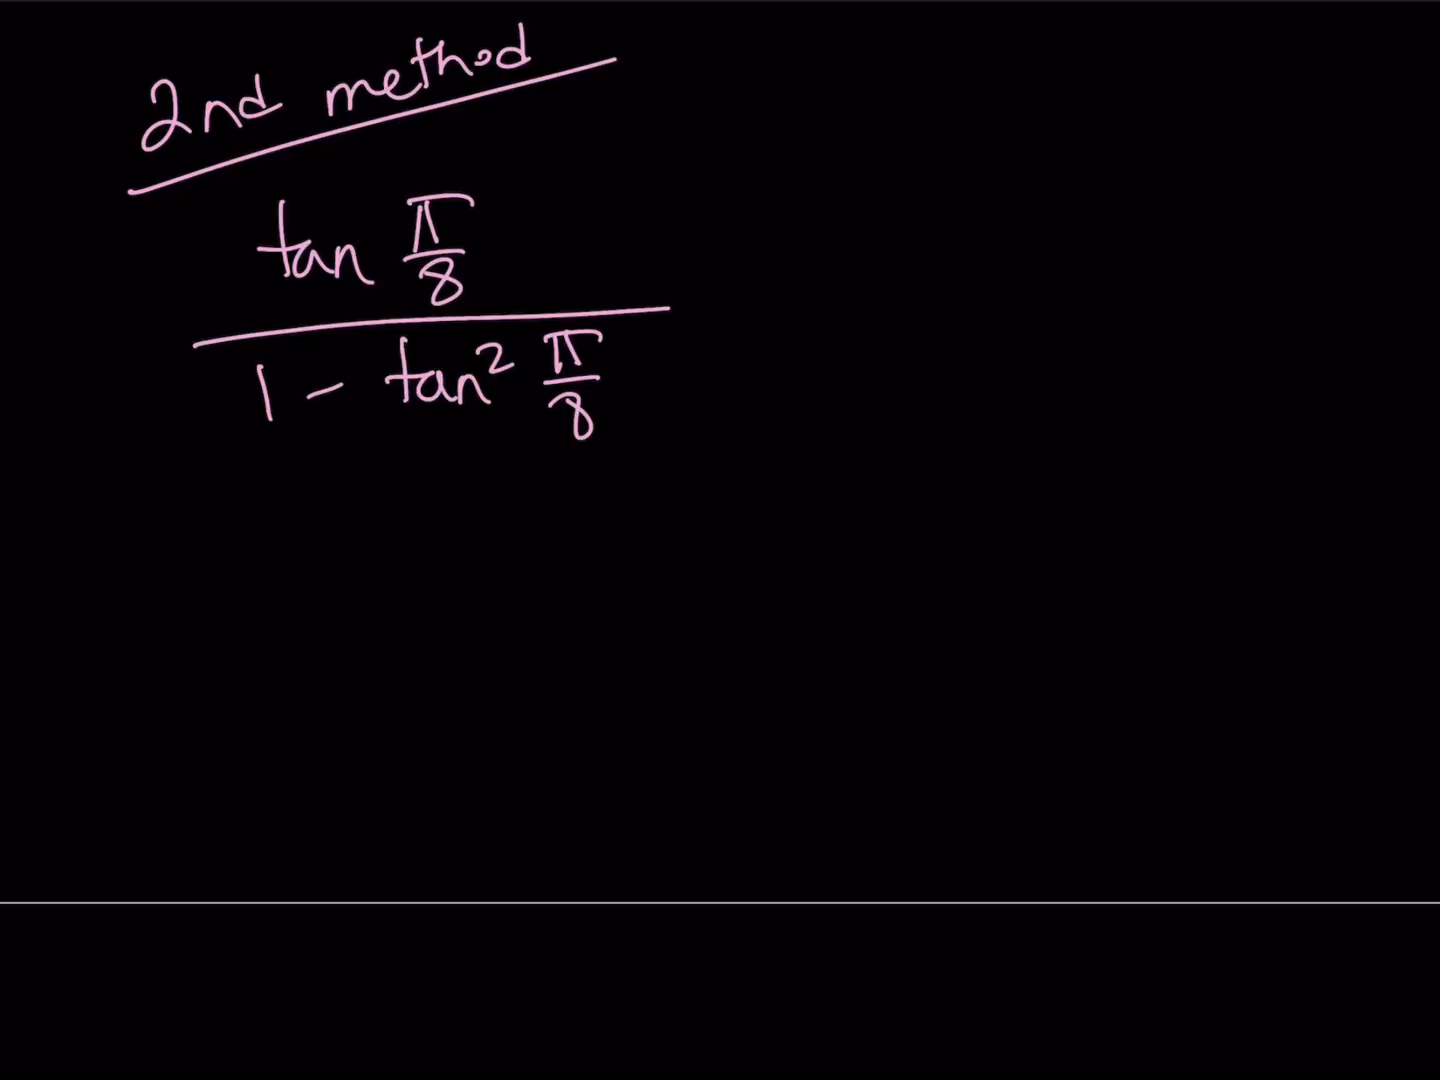 2nd method
tan π/8
1 - tan² π/8